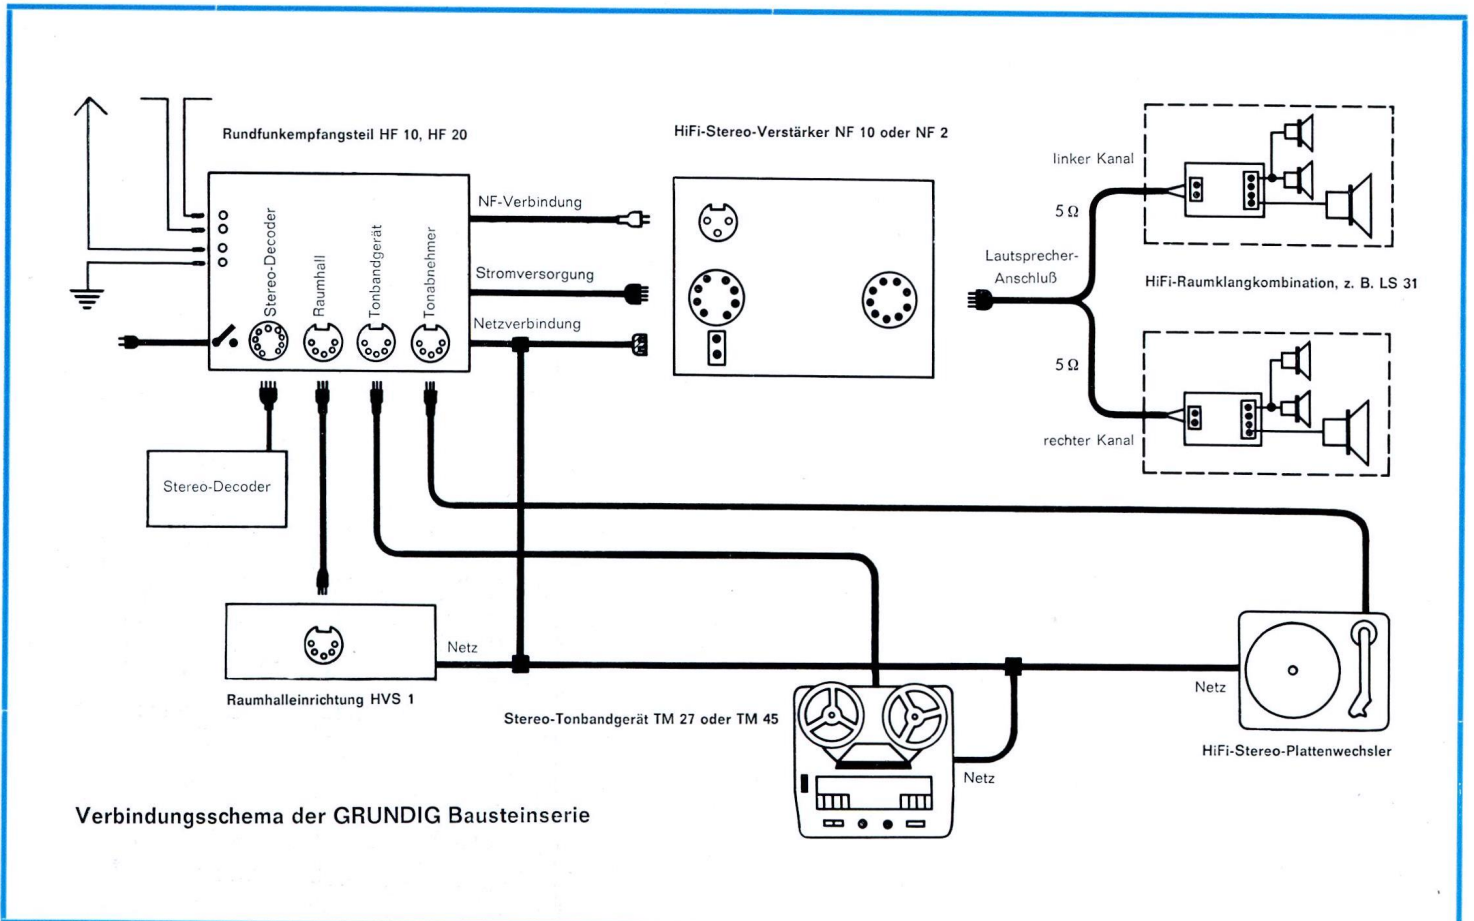 Rundfunkempfangsteil HF 10, HF 20
HiFi-Stereo-Verstärker NF 10 oder NF 2
linker Kanal
5 Ω
Lautsprecher-
Anschluß
HiFi-Raumklangkombination, z. B. LS 31
5 Ω
rechter Kanal
NF-Verbindung
Stromversorgung
Netzverbindung
Stereo-Decoder
Raumhall
Tonbandgerät
Tonabnehmer
Stereo-Decoder
Netz
Raumhalleinrichtung HVS 1
Stereo-Tonbandgerät TM 27 oder TM 45
Netz
Netz
HiFi-Stereo-Plattenwechsler
Verbindungsschema der GRUNDIG Bausteinserie